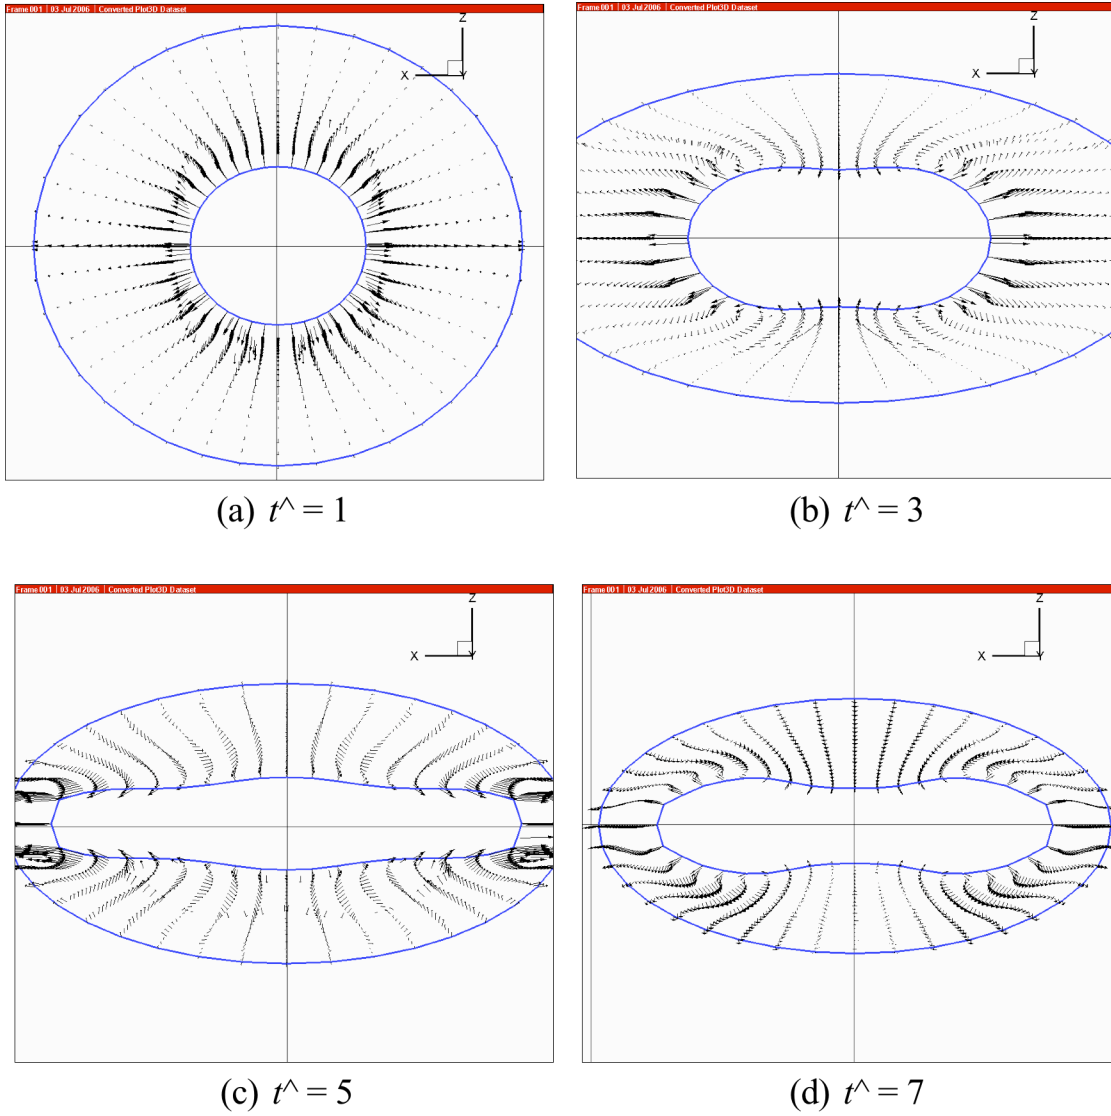 Frame 001 | 03 Jul 2006 | Converted Plot3D Dataset
Z
X
Frame 001 | 03 Jul 2006 | Converted Plot3D Dataset
Z
X
(a) t^ = 1
(b) t^ = 3
Frame 001 | 03 Jul 2006 | Converted Plot3D Dataset
Z
X
Frame 001 | 03 Jul 2006 | Converted Plot3D Dataset
Z
X
(c) t^ = 5
(d) t^ = 7